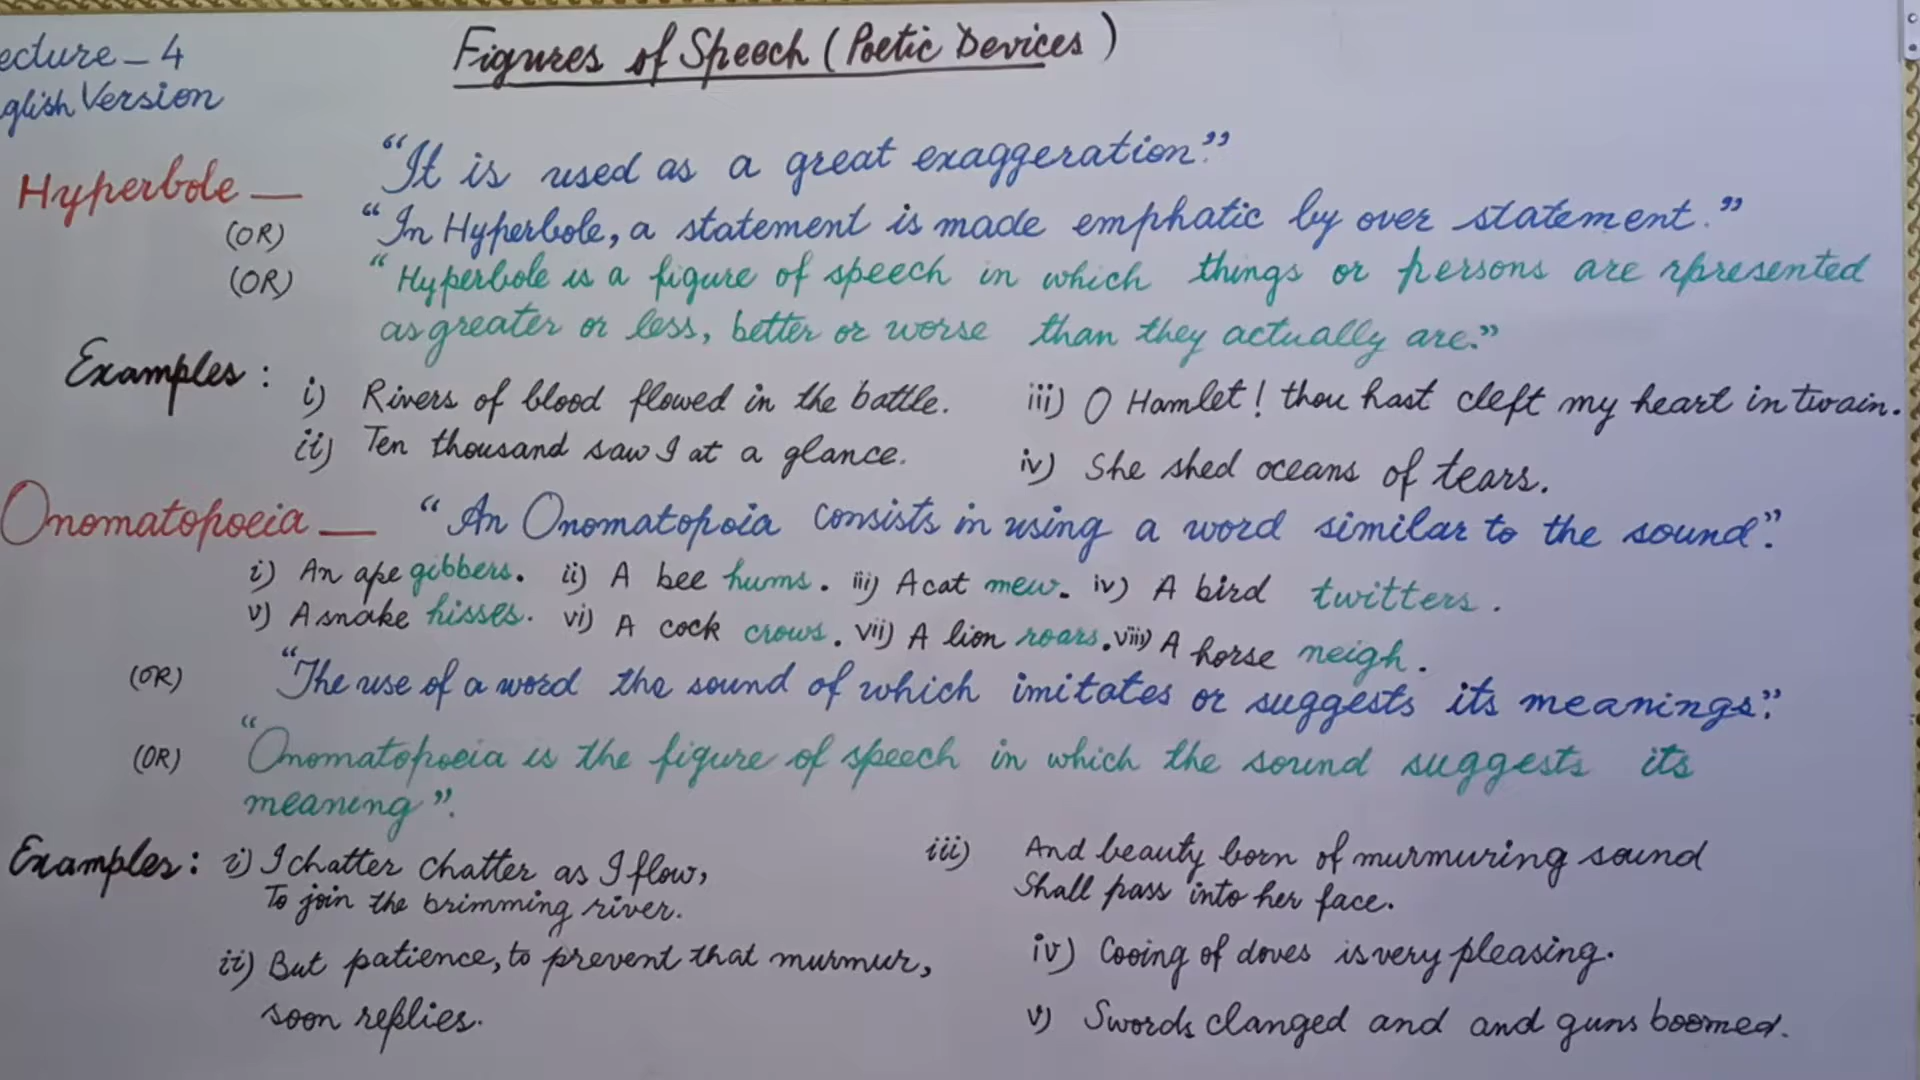 ecture - 4
Figures of Speech (Poetic Devices)
glish Version
Hyperbole — "It is used as a great exaggeration."
(OR) "In Hyperbole, a statement is made emphatic by over statement."
(OR) "Hyperbole is a figure of speech in which things or persons are rpresented
as greater or less, better or worse than they actually are."
Examples : i) Rivers of blood flowed in the battle. iii) O Hamlet! thou hast cleft my heart in twain.
ii) Ten thousand saw I at a glance. iv) She shed oceans of tears.
Onomatopoeia — "An Onomatopoia consists in using a word similar to the sound".
i) An ape gibbers. ii) A bee hums. iii) A cat mew. iv) A bird twitters.
v) A snake hisses. vi) A cock crows. vii) A lion roars. viii) A horse neigh.
(OR) "The use of a word the sound of which imitates or suggests its meanings".
(OR) "Onomatopoeia is the figure of speech in which the sound suggests its
meaning".
Examples : i) I chatter chatter as I flow,
To join the brimming river.
ii) But patience, to prevent that murmur,
soon replies.
iii) And beauty born of murmuring sound
Shall pass into her face.
iv) Cooing of doves is very pleasing.
v) Swords clanged and and guns boomed.